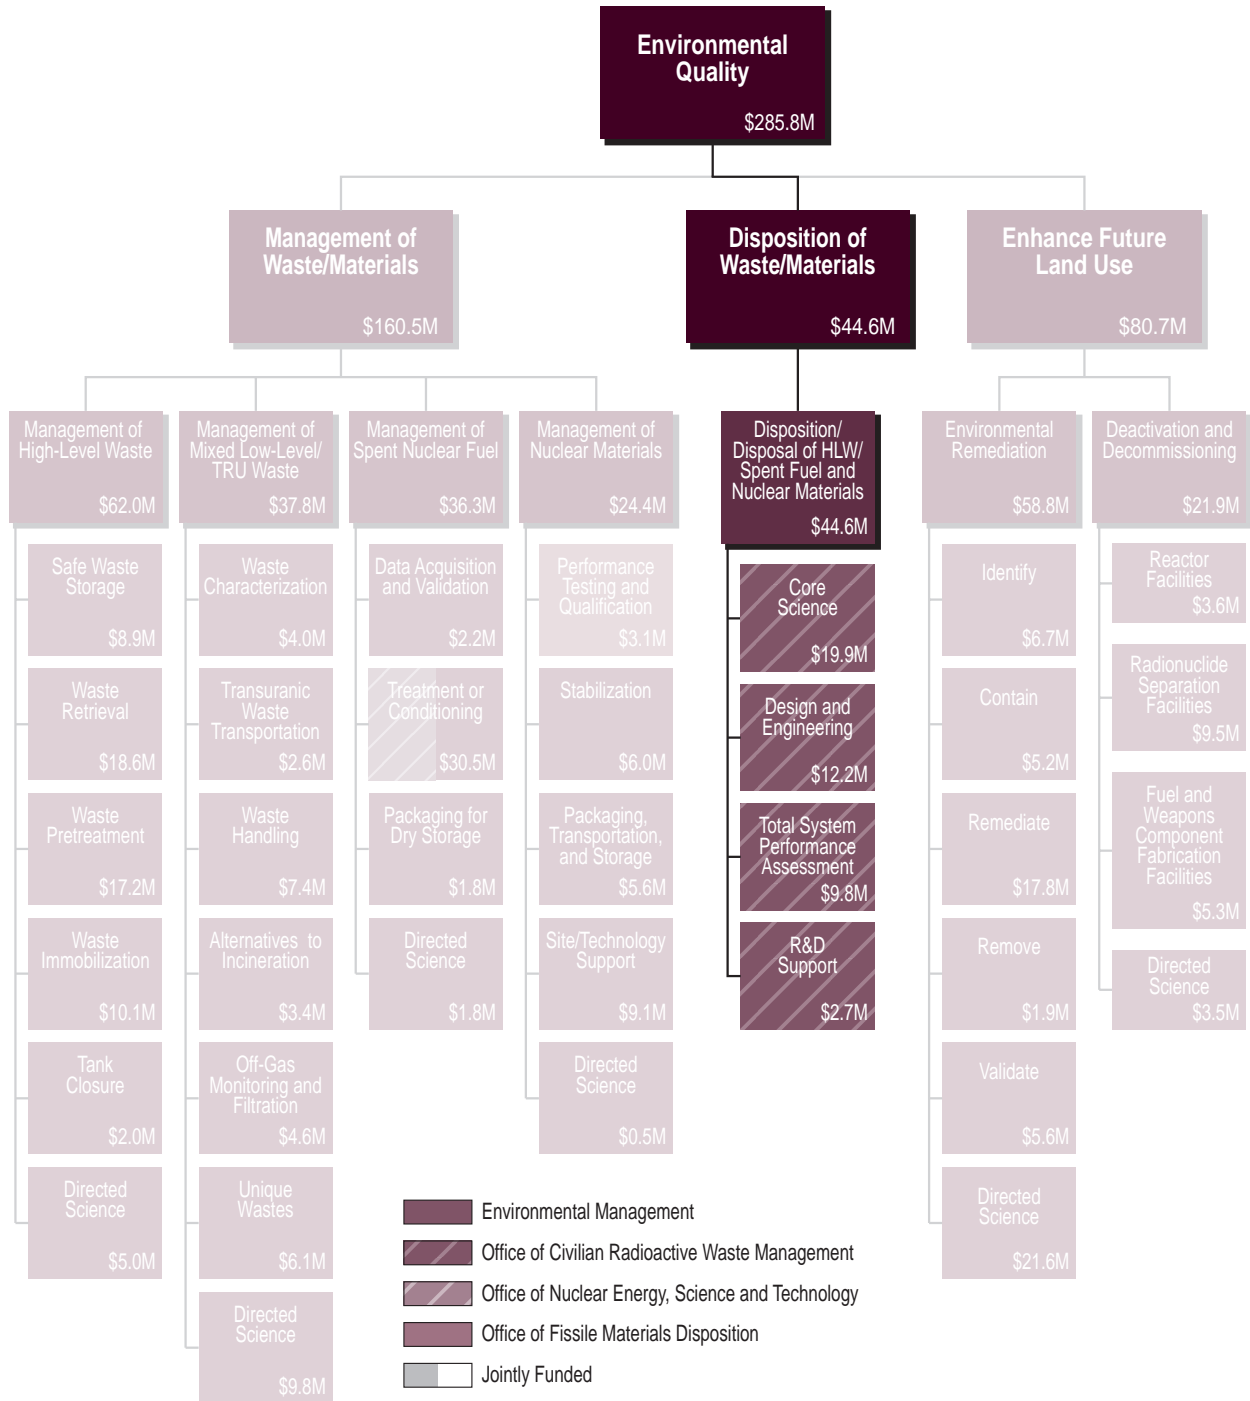 Environmental
Quality
$285.8M
Management of
Waste/Materials
$160.5M
Disposition of
Waste/Materials
$44.6M
Enhance Future
Land Use
$80.7M
Management of
High-Level Waste
$62.0M
Safe Waste
Storage
$8.9M
Waste
Retrieval
$18.6M
Waste
Pretreatment
$17.2M
Waste
Immobilization
$10.1M
Tank
Closure
$2.0M
Directed
Science
$5.0M
Management of
Mixed Low-Level/
TRU Waste
$37.8M
Waste
Characterization
$4.0M
Transuranic
Waste
Transportation
$2.6M
Waste
Handling
$7.4M
Alternatives to
Incineration
$3.4M
Off-Gas
Monitoring and
Filtration
$4.6M
Unique
Wastes
$6.1M
Directed
Science
$9.8M
Management of
Spent Nuclear Fuel
$36.3M
Data Acquisition
and Validation
$2.2M
Treatment or
Conditioning
$30.5M
Packaging for
Dry Storage
$1.8M
Directed
Science
$1.8M
Management of
Nuclear Materials
$24.4M
Performance
Testing and
Qualification
$3.1M
Stabilization
$6.0M
Packaging,
Transportation,
and Storage
$5.6M
Site/Technology
Support
$9.1M
Directed
Science
$0.5M
Disposition/
Disposal of HLW/
Spent Fuel and
Nuclear Materials
$44.6M
Core
Science
$19.9M
Design and
Engineering
$12.2M
Total System
Performance
Assessment
$9.8M
R&D
Support
$2.7M
Environmental
Remediation
$58.8M
Identify
$6.7M
Contain
$5.2M
Remediate
$17.8M
Remove
$1.9M
Validate
$5.6M
Directed
Science
$21.6M
Deactivation and
Decommissioning
$21.9M
Reactor
Facilities
$3.6M
Radionuclide
Separation
Facilities
$9.5M
Fuel and
Weapons
Component
Fabrication
Facilities
$5.3M
Directed
Science
$3.5M
Environmental Management
Office of Civilian Radioactive Waste Management
Office of Nuclear Energy, Science and Technology
Office of Fissile Materials Disposition
Jointly Funded